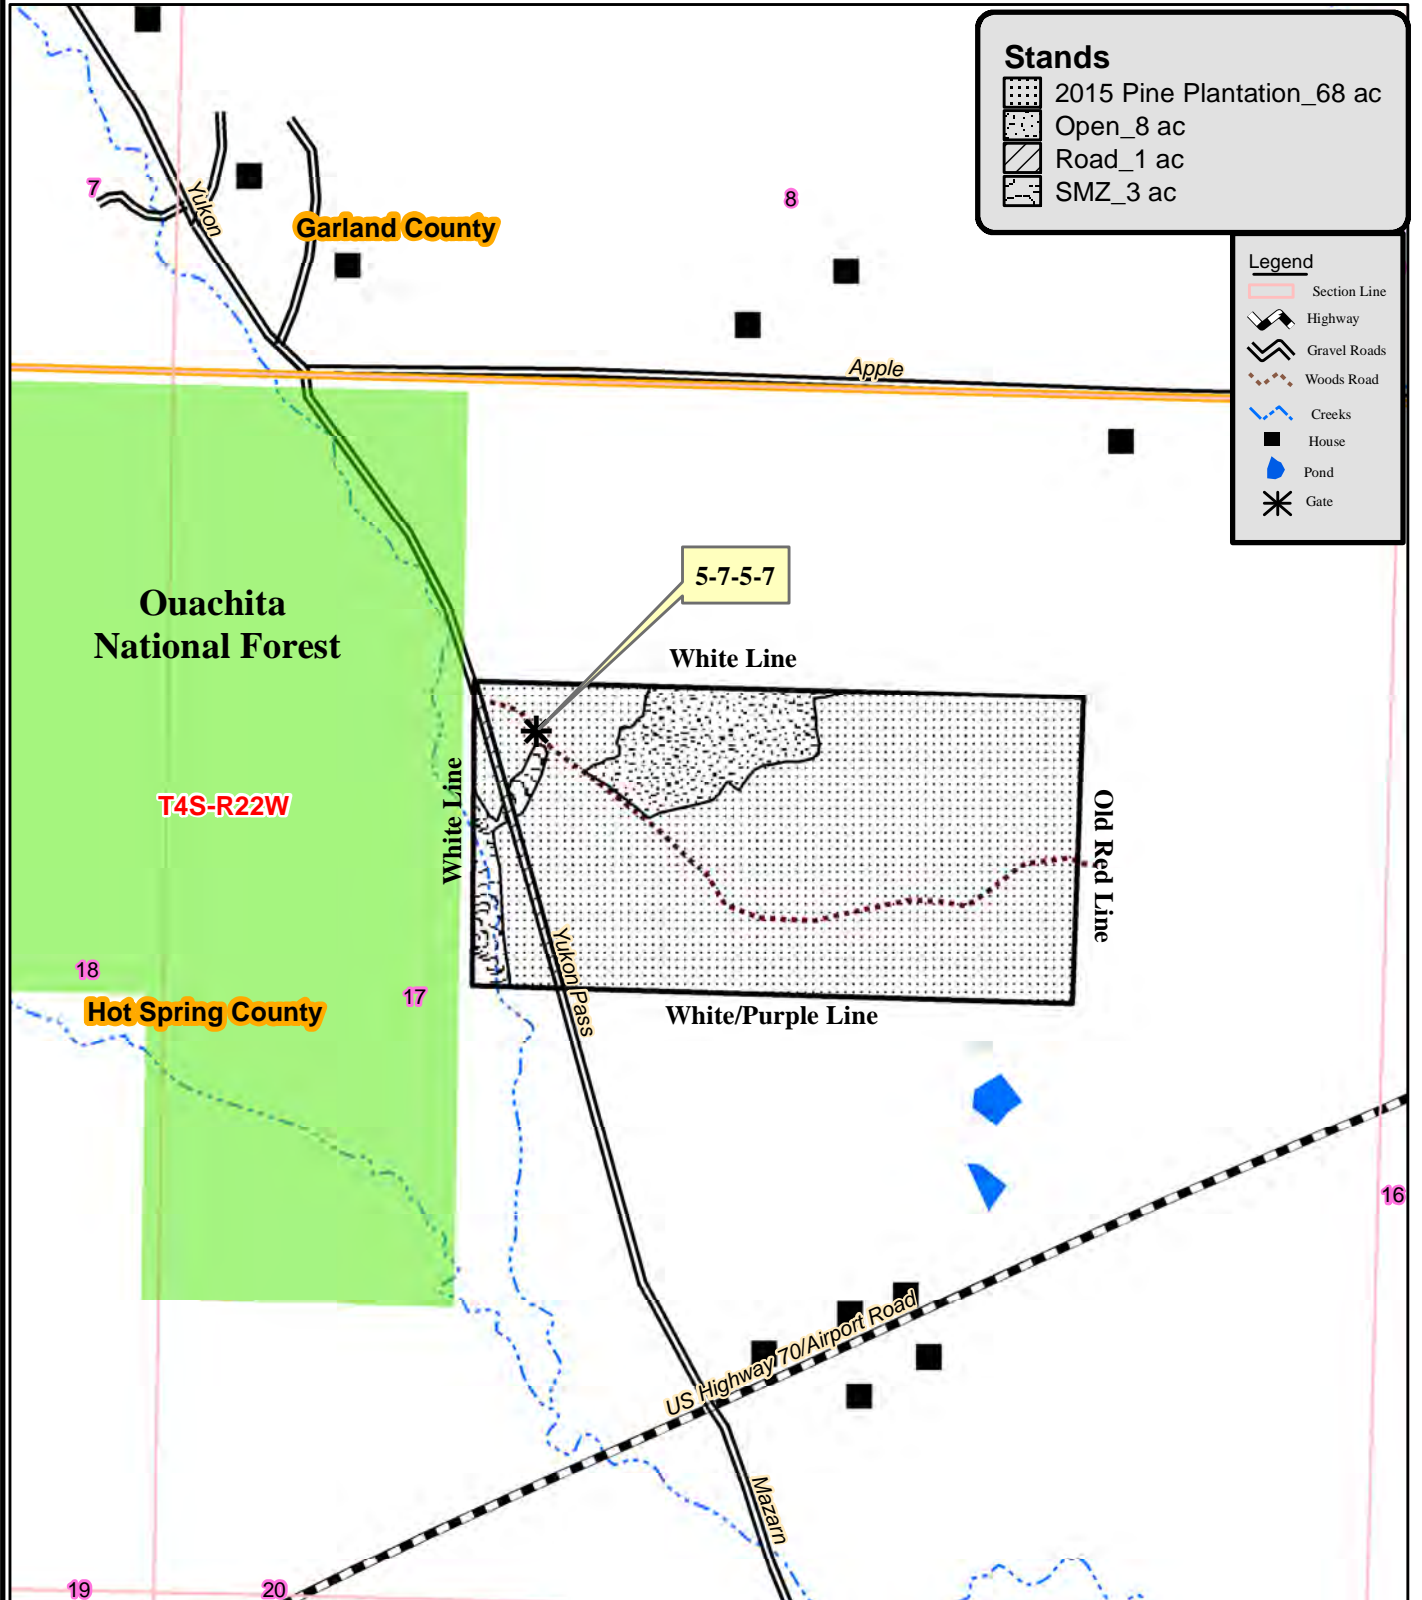 Stands
2015 Pine Plantation_68 ac
Open_8 ac
Road_1 ac
SMZ_3 ac
Legend
Section Line
Highway
Gravel Roads
Woods Road
Creeks
House
Pond
Gate
7
Yukon
8
Garland County
Apple
5-7-5-7
Ouachita
National Forest
White Line
T4S-R22W
White Line
Old Red Line
Yukon Pass
18
17
Hot Spring County
White/Purple Line
16
US Highway 70/Airport Road
Mazarn
19
20